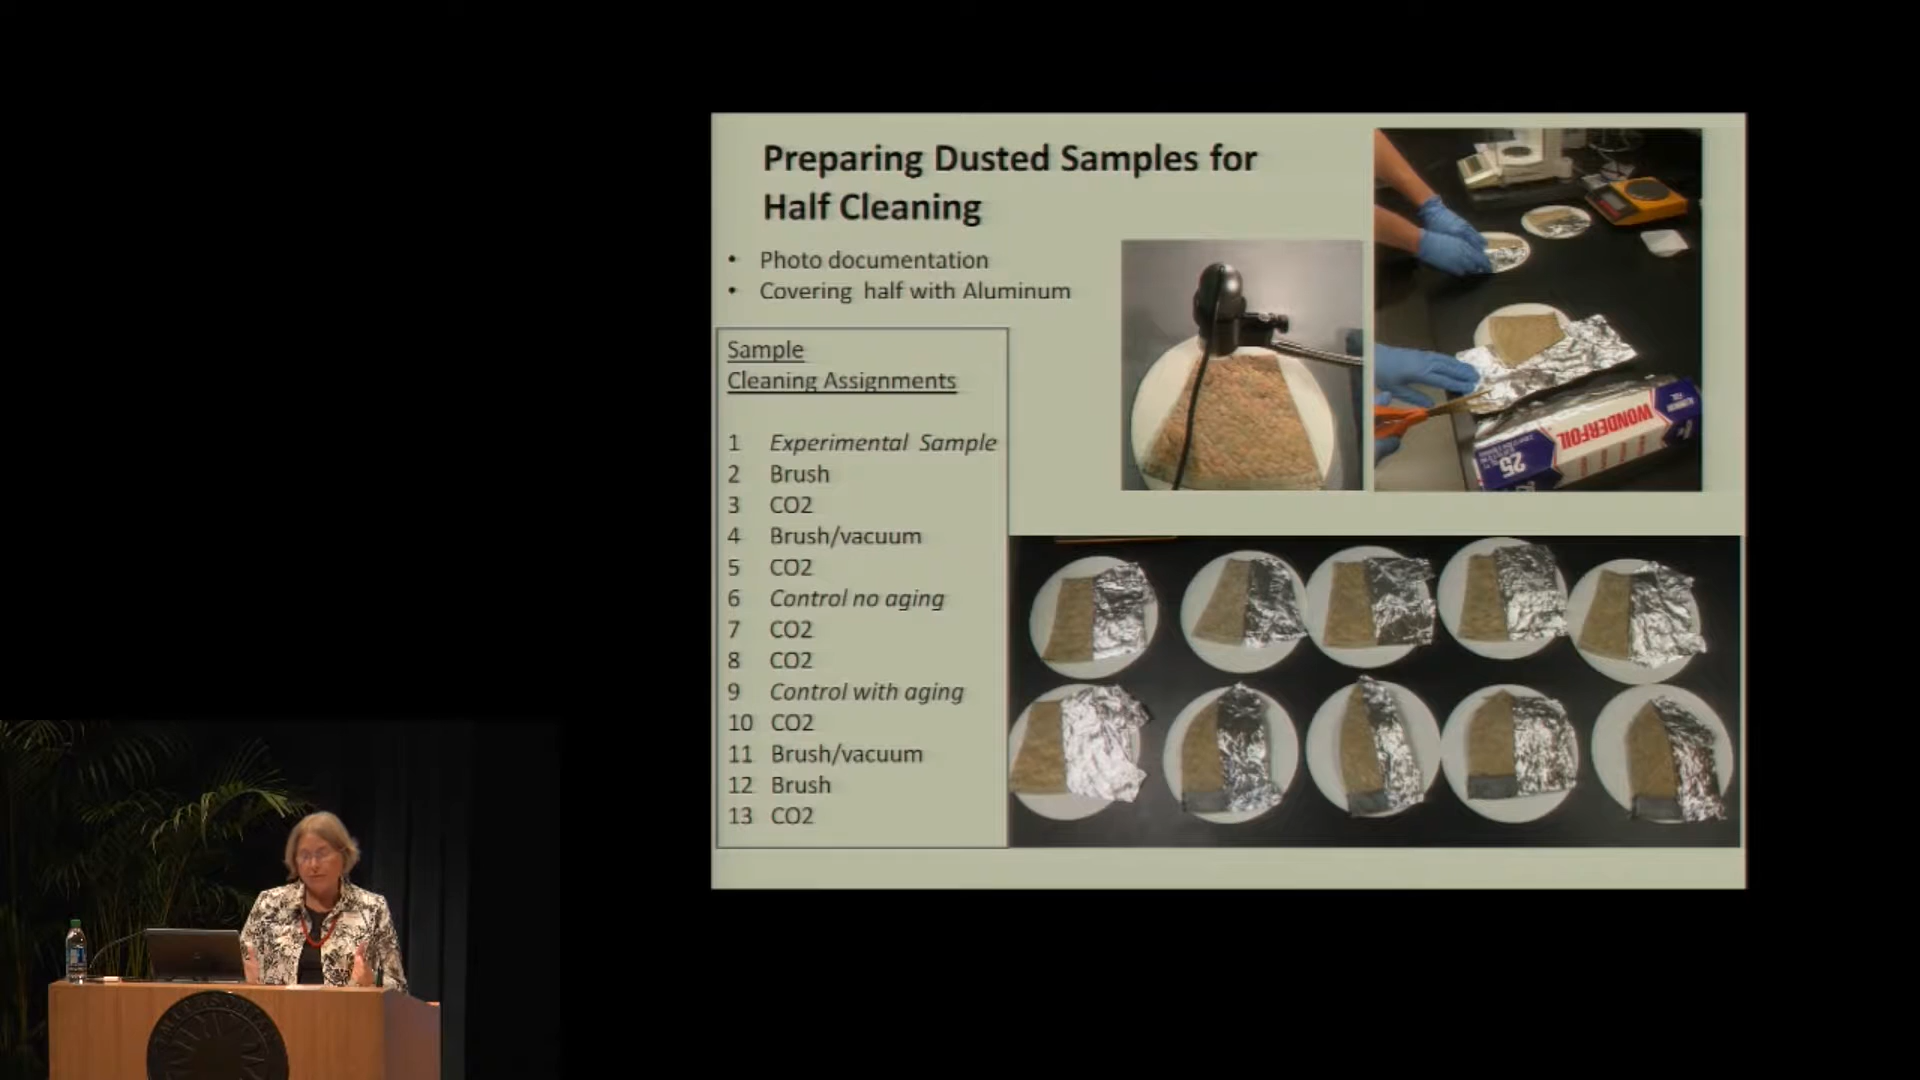 Preparing Dusted Samples for
Half Cleaning
• Photo documentation
• Covering half with Aluminum
Sample
Cleaning Assignments
1 Experimental Sample
2 Brush
3 CO2
4 Brush/vacuum
5 CO2
6 Control no aging
7 CO2
8 CO2
9 Control with aging
10 CO2
11 Brush/vacuum
12 Brush
13 CO2
WONDERFOIL
25